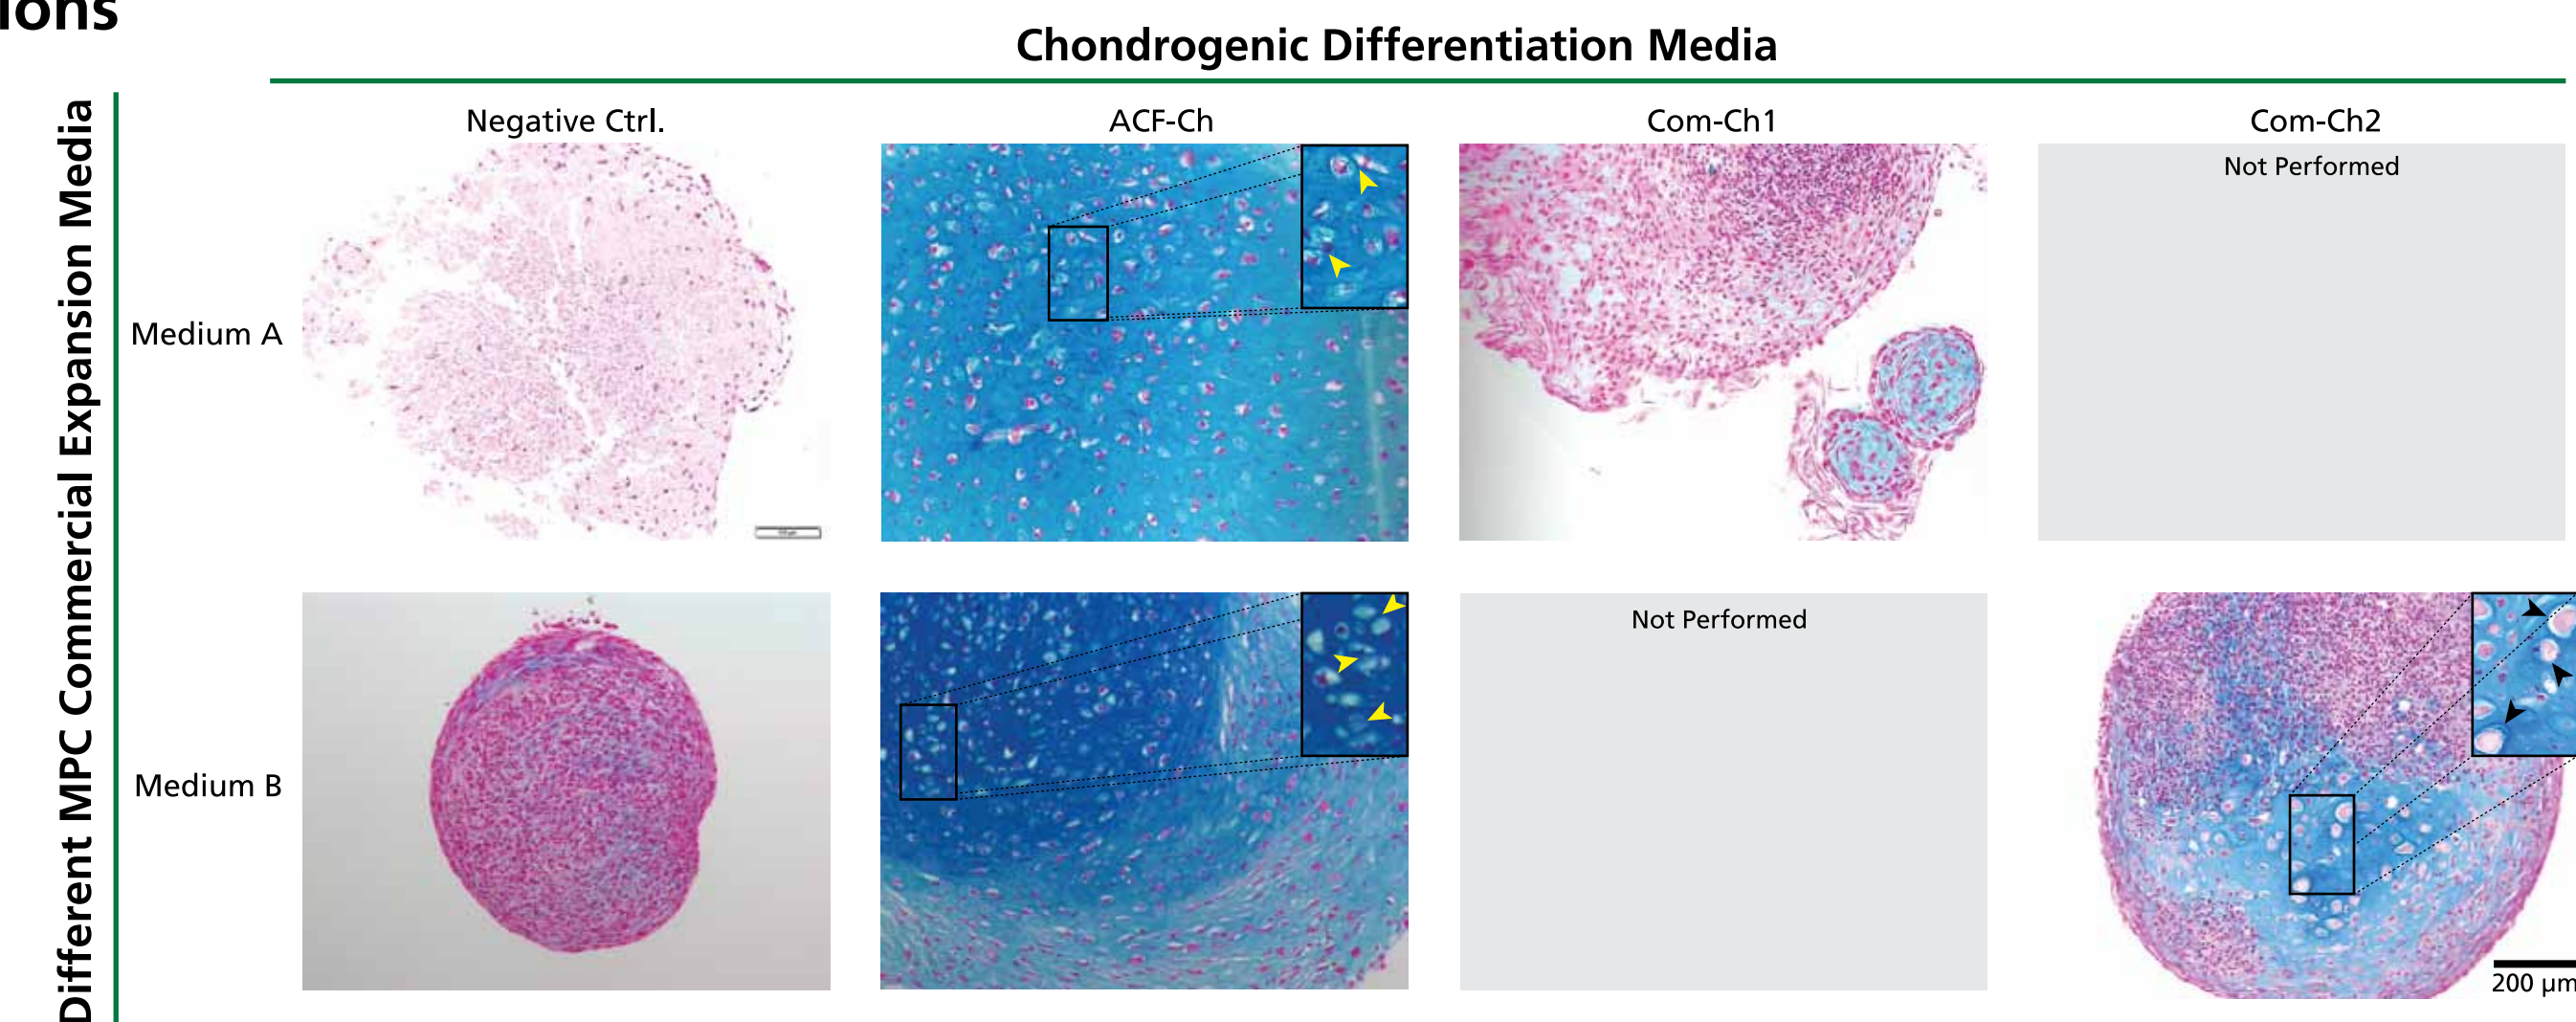 ions
Chondrogenic Differentiation Media
Different MPC Commercial Expansion Media
Negative Ctrl.
ACF-Ch
Com-Ch1
Com-Ch2
Medium A
Not Performed
Medium B
Not Performed
200 µm